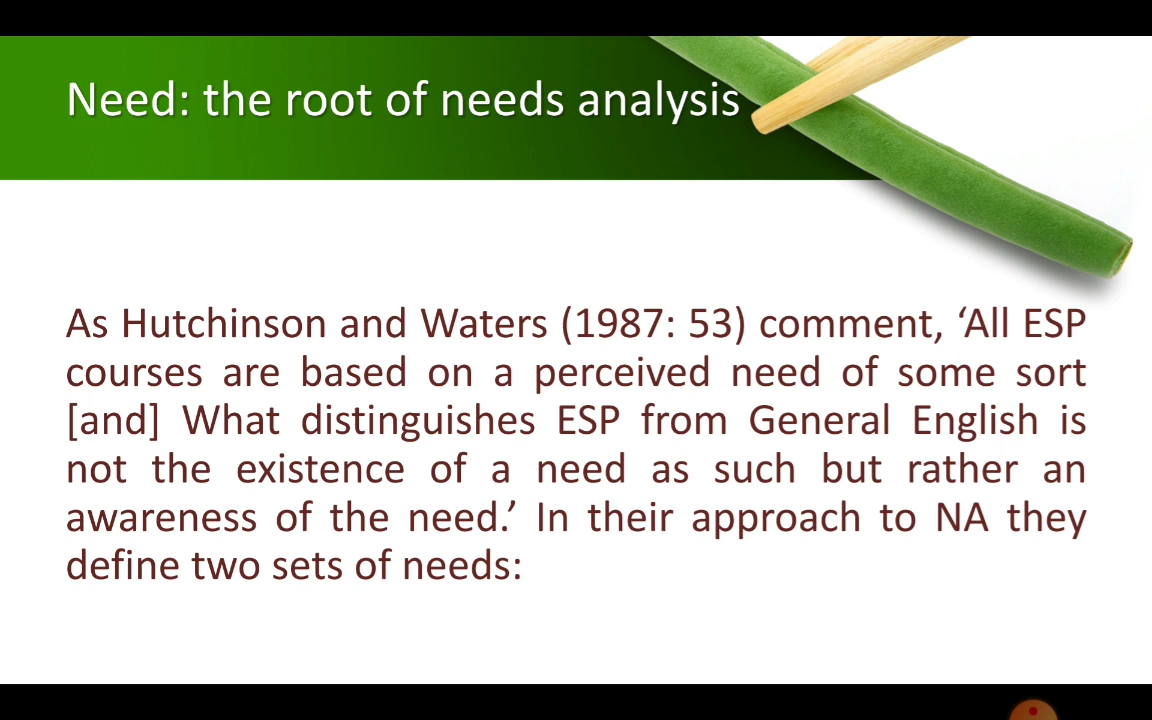 Need: the root of needs analysis
As Hutchinson and Waters (1987: 53) comment, ‘All ESP
courses are based on a perceived need of some sort
[and] What distinguishes ESP from General English is
not the existence of a need as such but rather an
awareness of the need.’ In their approach to NA they
define two sets of needs: